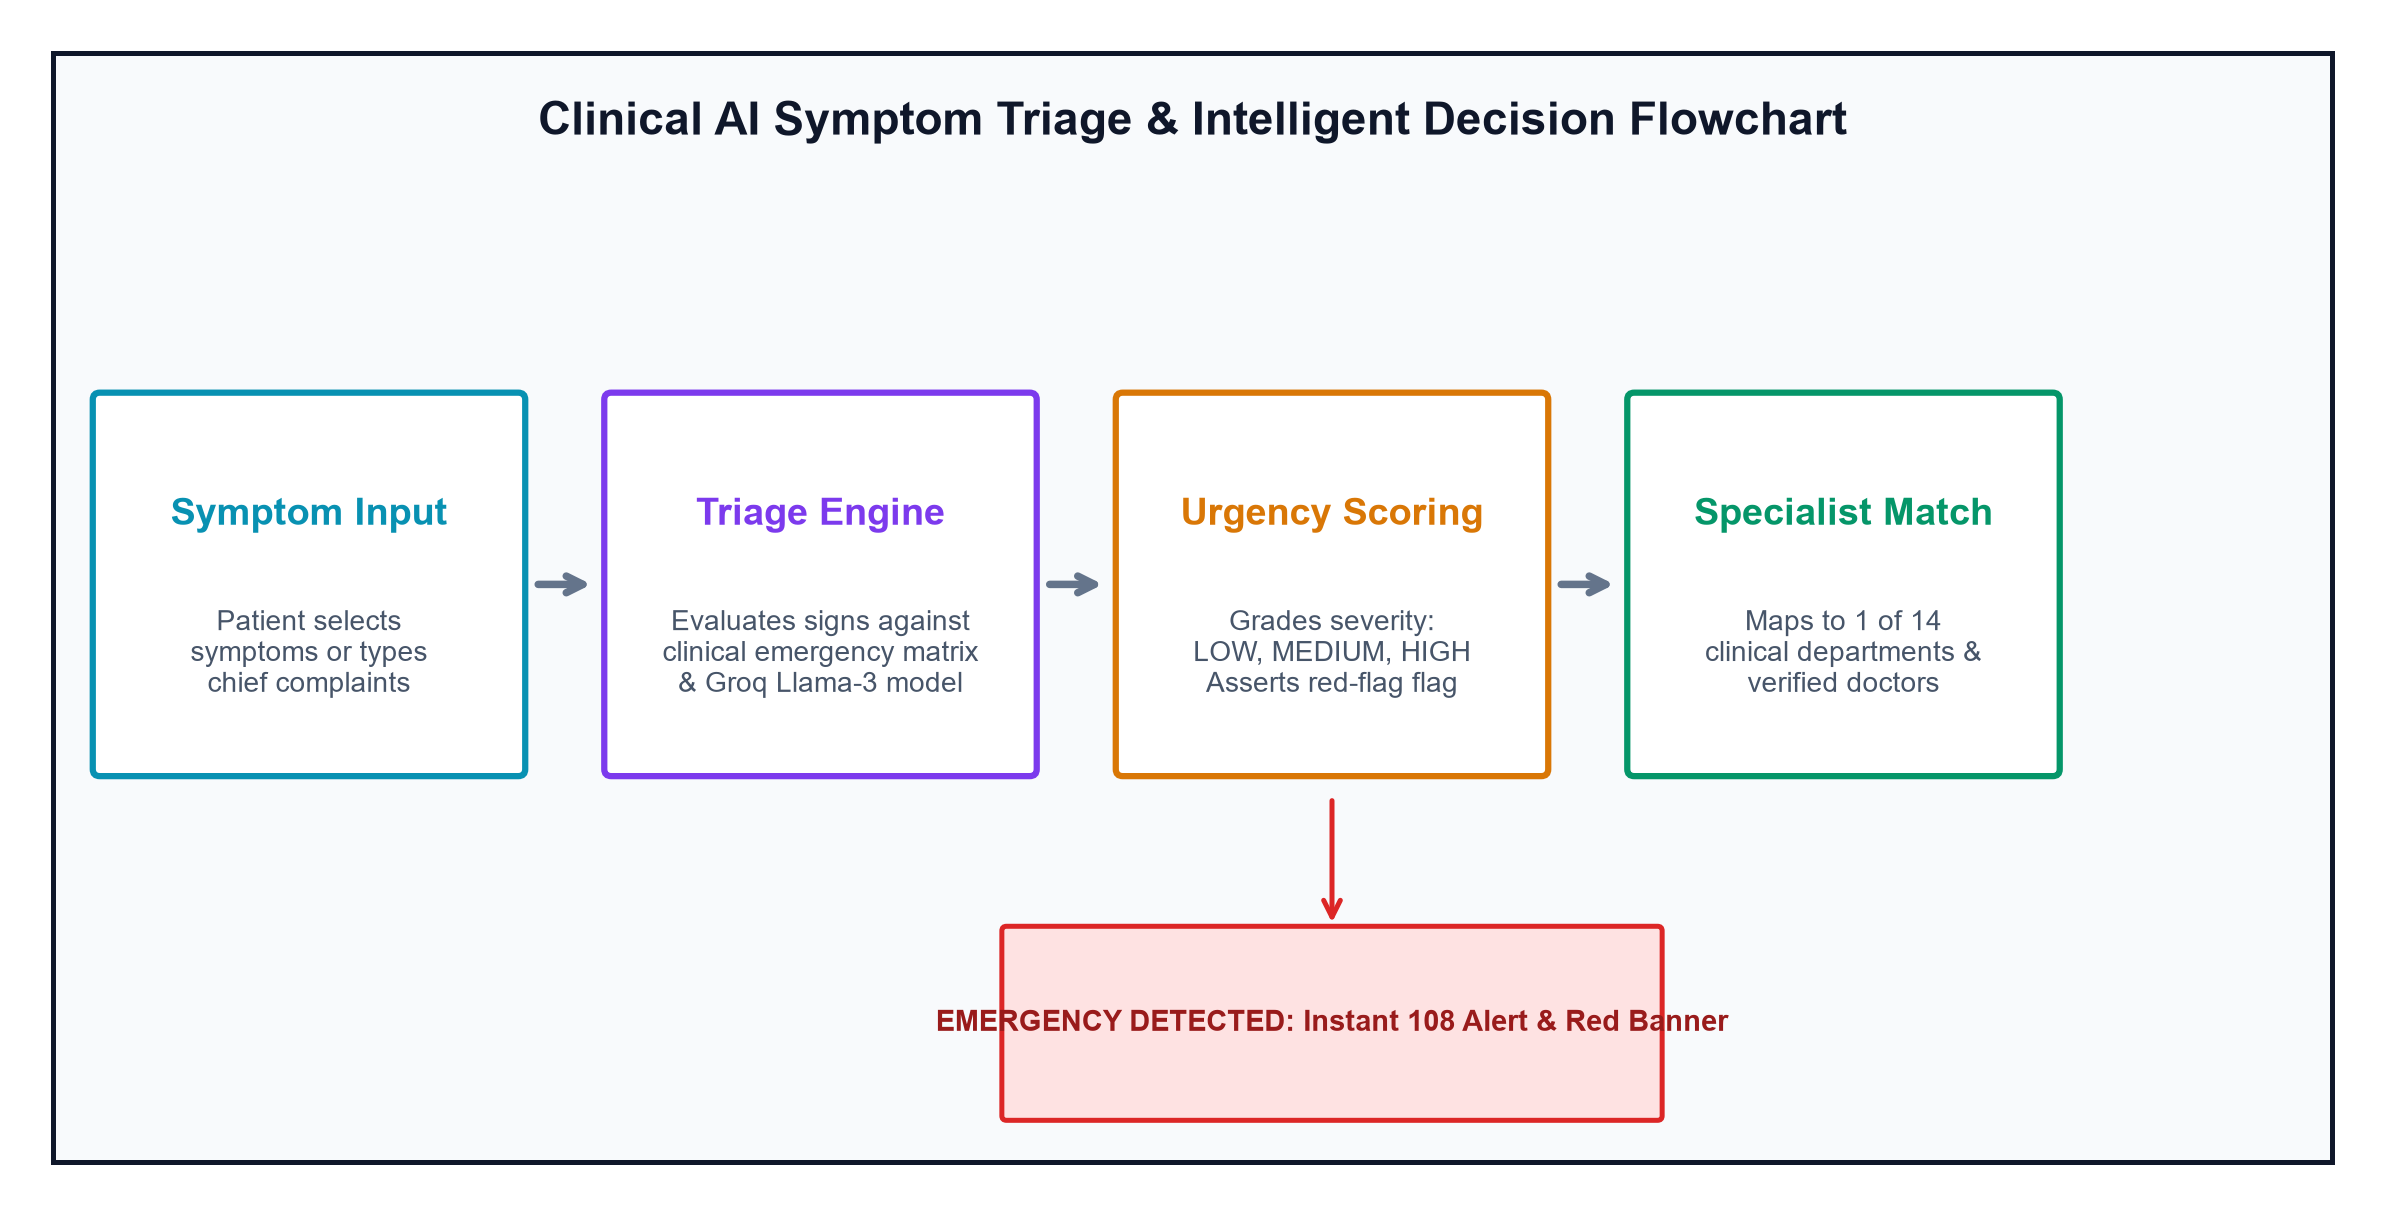 Clinical AI Symptom Triage & Intelligent Decision Flowchart
Symptom Input
Patient selects
symptoms or types
chief complaints
Triage Engine
Evaluates signs against
clinical emergency matrix
& Groq Llama-3 model
Urgency Scoring
Grades severity:
LOW, MEDIUM, HIGH
Asserts red-flag flag
Specialist Match
Maps to 1 of 14
clinical departments &
verified doctors
EMERGENCY DETECTED: Instant 108 Alert & Red Banner